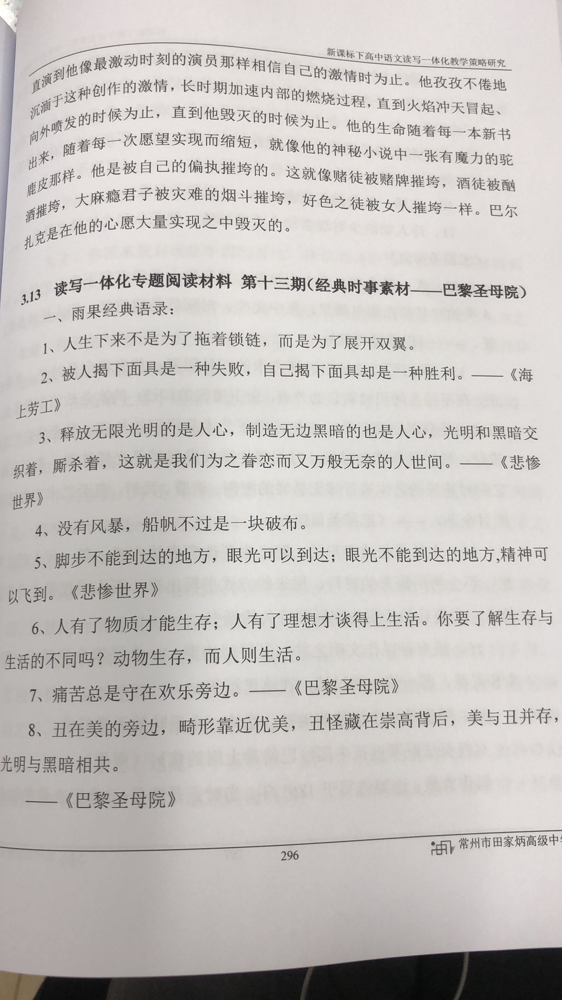 新课标下高中语文读写一体化教学策略研究
直演到他像最激动时刻的演员那样相信自己的激情时为止。他孜孜不倦地
沉湎于这种创作的激情，长时期加速内部的燃烧过程，直到火焰冲天冒起、
向外喷发的时候为止，直到他毁灭的时候为止。他的生命随着每一本新书
出来，随着每一次愿望实现而缩短，就像他的神秘小说中一张有魔力的驼
鹿皮那样。他是被自己的偏执摧垮的。这就像赌徒被赌牌摧垮，酒徒被酗
酒摧垮，大麻瘾君子被灾难的烟斗摧垮，好色之徒被女人摧垮一样。巴尔
扎克是在他的心愿大量实现之中毁灭的。
3.13 读写一体化专题阅读材料 第十三期（经典时事素材——巴黎圣母院）
一、雨果经典语录：
1、人生下来不是为了拖着锁链，而是为了展开双翼。
2、被人揭下面具是一种失败，自己揭下面具却是一种胜利。——《海
上劳工》
3、释放无限光明的是人心，制造无边黑暗的也是人心，光明和黑暗交
织着，厮杀着，这就是我们为之眷恋而又万般无奈的人世间。——《悲惨
世界》
4、没有风暴，船帆不过是一块破布。
5、脚步不能到达的地方，眼光可以到达；眼光不能到达的地方,精神可
以飞到。《悲惨世界》
6、人有了物质才能生存；人有了理想才谈得上生活。你要了解生存与
生活的不同吗？动物生存，而人则生活。
7、痛苦总是守在欢乐旁边。——《巴黎圣母院》
8、丑在美的旁边，畸形靠近优美，丑怪藏在崇高背后，美与丑并存，
光明与黑暗相共。
——《巴黎圣母院》
296
常州市田家炳高级中学